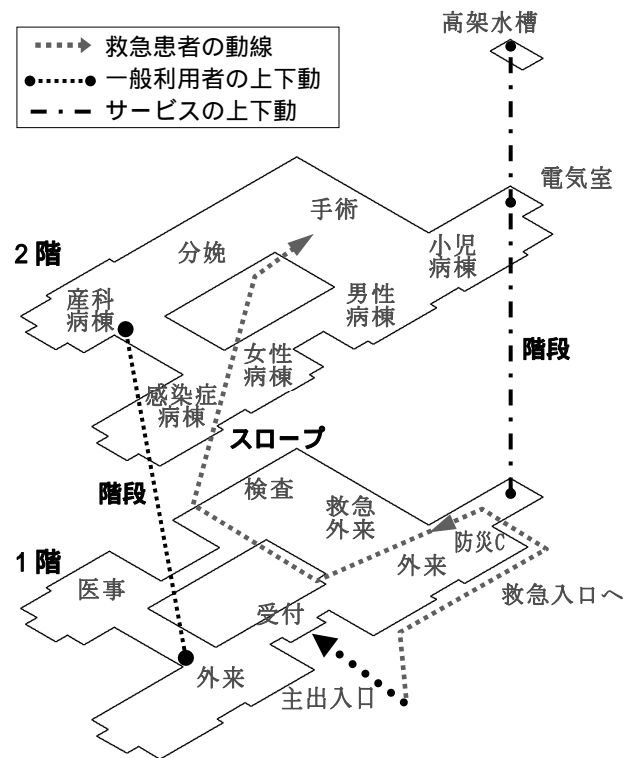 高架水槽
救急患者の動線
一般利用者の上下動
サービスの上下動
電気室
手術
2階
分娩
小児
病棟
産科
病棟
男性
病棟
女性
病棟
階段
感染症
病棟
スロープ
階段
検査
救急
外来
防災C
1階
外来
医事
救急入口へ
受付
外来
主出入口